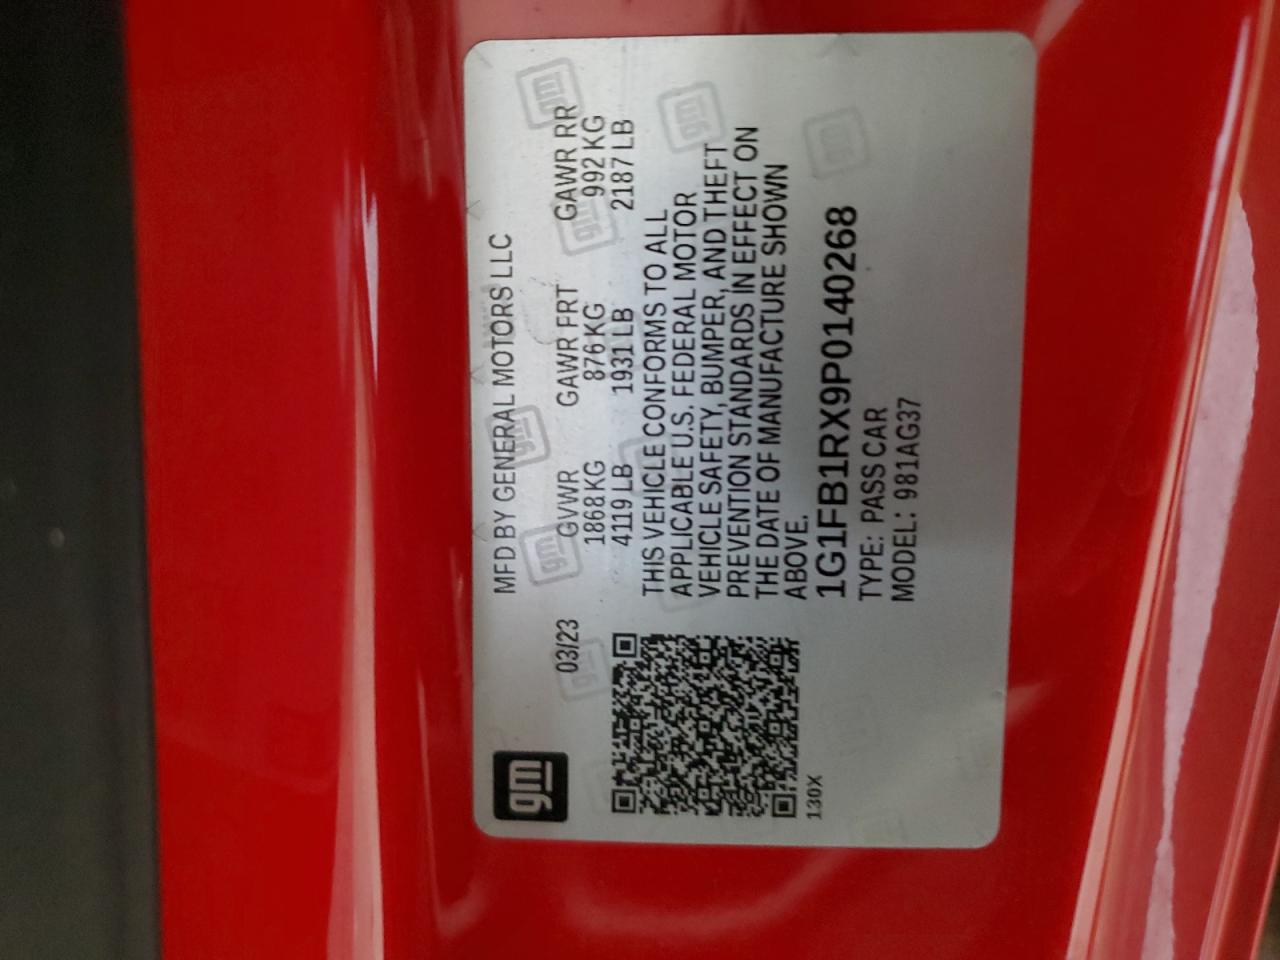 gm
MFD BY GENERAL MOTORS LLC
03/23
GVWR GAWR FRT GAWR RR
1868 KG 876 KG 992 KG
4119 LB 1931 LB 2187 LB
THIS VEHICLE CONFORMS TO ALL
APPLICABLE U.S. FEDERAL MOTOR
VEHICLE SAFETY, BUMPER, AND THEFT
PREVENTION STANDARDS IN EFFECT ON
THE DATE OF MANUFACTURE SHOWN
ABOVE.
1G1FB1RX9P0140268
TYPE: PASS CAR
MODEL: 981AG37
130X